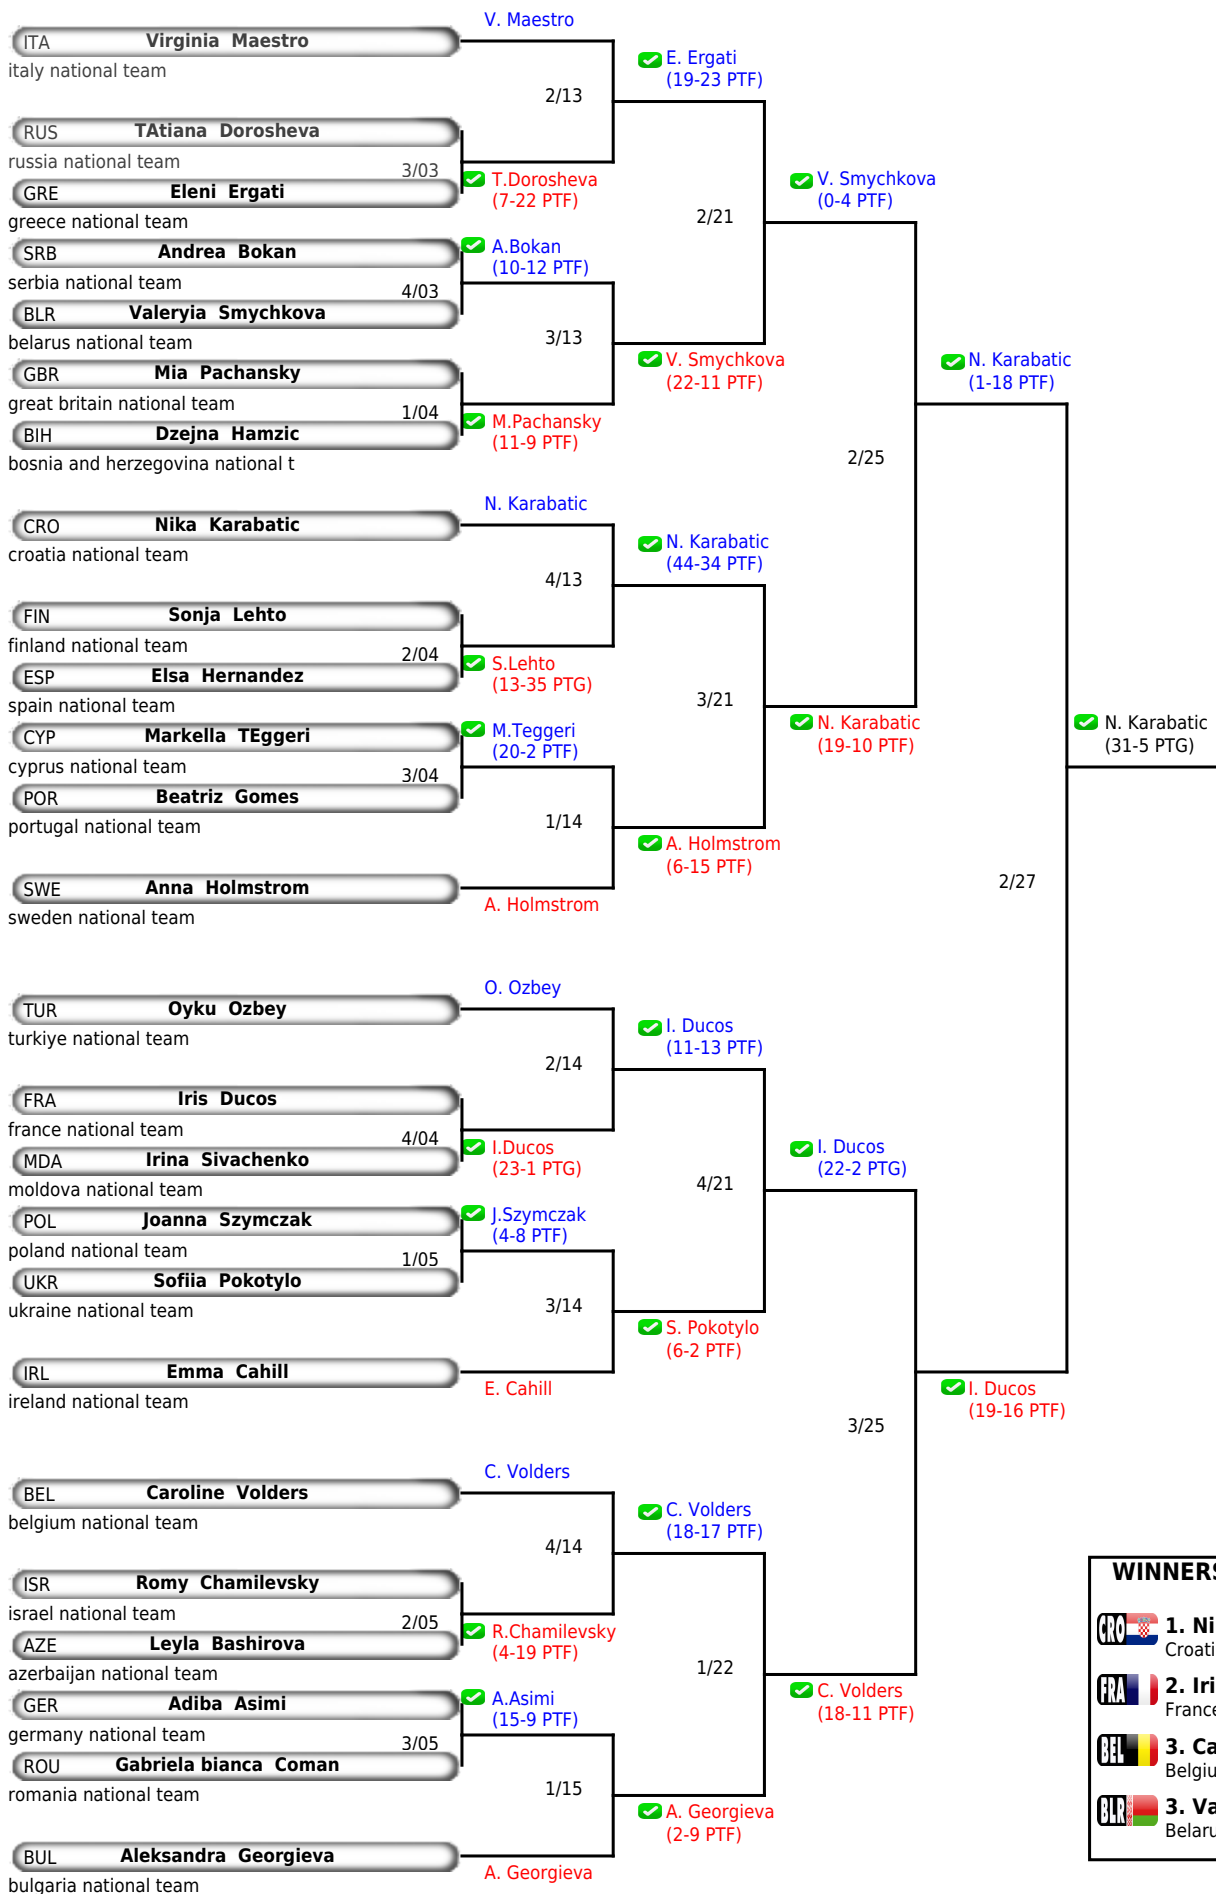 V. Maestro
ITA Virginia Maestro
italy national team
E. Ergati
(19-23 PTF)
2/13
RUS TAtiana Dorosheva
russia national team
3/03
T.Dorosheva
(7-22 PTF)
GRE Eleni Ergati
greece national team
V. Smychkova
(0-4 PTF)
2/21
SRB Andrea Bokan
serbia national team
A.Bokan
(10-12 PTF)
4/03
BLR Valeryia Smychkova
belarus national team
3/13
V. Smychkova
(22-11 PTF)
GBR Mia Pachansky
great britain national team
1/04
M.Pachansky
(11-9 PTF)
BIH Dzejna Hamzic
bosnia and herzegovina national t
N. Karabatic
(1-18 PTF)
2/25
N. Karabatic
CRO Nika Karabatic
croatia national team
N. Karabatic
(44-34 PTF)
4/13
FIN Sonja Lehto
finland national team
2/04
S.Lehto
(13-35 PTG)
ESP Elsa Hernandez
spain national team
3/21
N. Karabatic
(19-10 PTF)
N. Karabatic
(31-5 PTG)
CYP Markella TEggeri
cyprus national team
M.Teggeri
(20-2 PTF)
3/04
POR Beatriz Gomes
portugal national team
1/14
A. Holmstrom
(6-15 PTF)
SWE Anna Holmstrom
sweden national team
A. Holmstrom
2/27
O. Ozbey
TUR Oyku Ozbey
turkiye national team
I. Ducos
(11-13 PTF)
2/14
FRA Iris Ducos
france national team
4/04
I.Ducos
(23-1 PTG)
MDA Irina Sivachenko
moldova national team
I. Ducos
(22-2 PTG)
4/21
POL Joanna Szymczak
poland national team
J.Szymczak
(4-8 PTF)
1/05
UKR Sofiia Pokotylo
ukraine national team
3/14
S. Pokotylo
(6-2 PTF)
IRL Emma Cahill
ireland national team
E. Cahill
I. Ducos
(19-16 PTF)
3/25
C. Volders
BEL Caroline Volders
belgium national team
C. Volders
(18-17 PTF)
4/14
ISR Romy Chamilevsky
israel national team
2/05
R.Chamilevsky
(4-19 PTF)
AZE Leyla Bashirova
azerbaijan national team
1/22
C. Volders
(18-11 PTF)
GER Adiba Asimi
germany national team
A.Asimi
(15-9 PTF)
3/05
ROU Gabriela bianca Coman
romania national team
1/15
A. Georgieva
(2-9 PTF)
BUL Aleksandra Georgieva
bulgaria national team
A. Georgieva
WINNERS
CRO 1. Ni
Croati
FRA 2. Iri
France
BEL 3. Ca
Belgiu
BLR 3. Va
Belaru